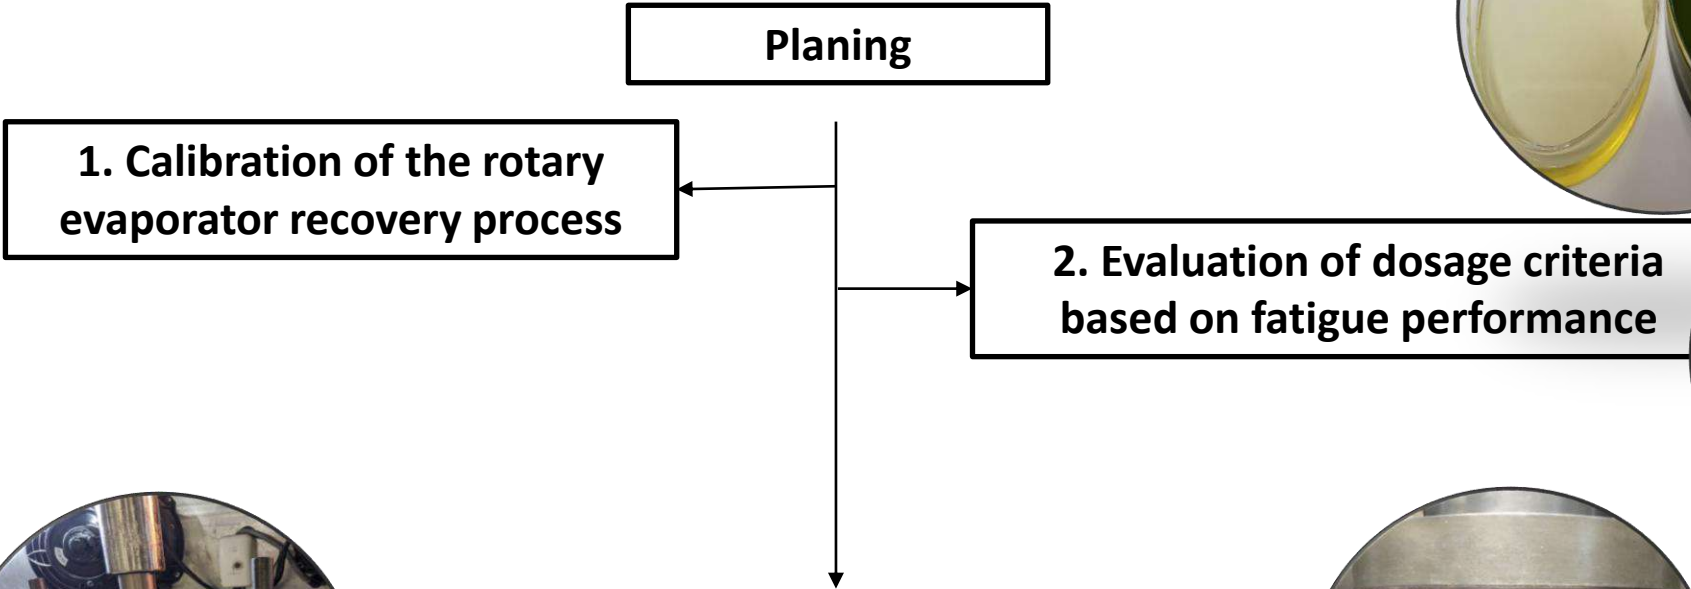 Planing
1. Calibration of the rotary
evaporator recovery process
2. Evaluation of dosage criteria
based on fatigue performance